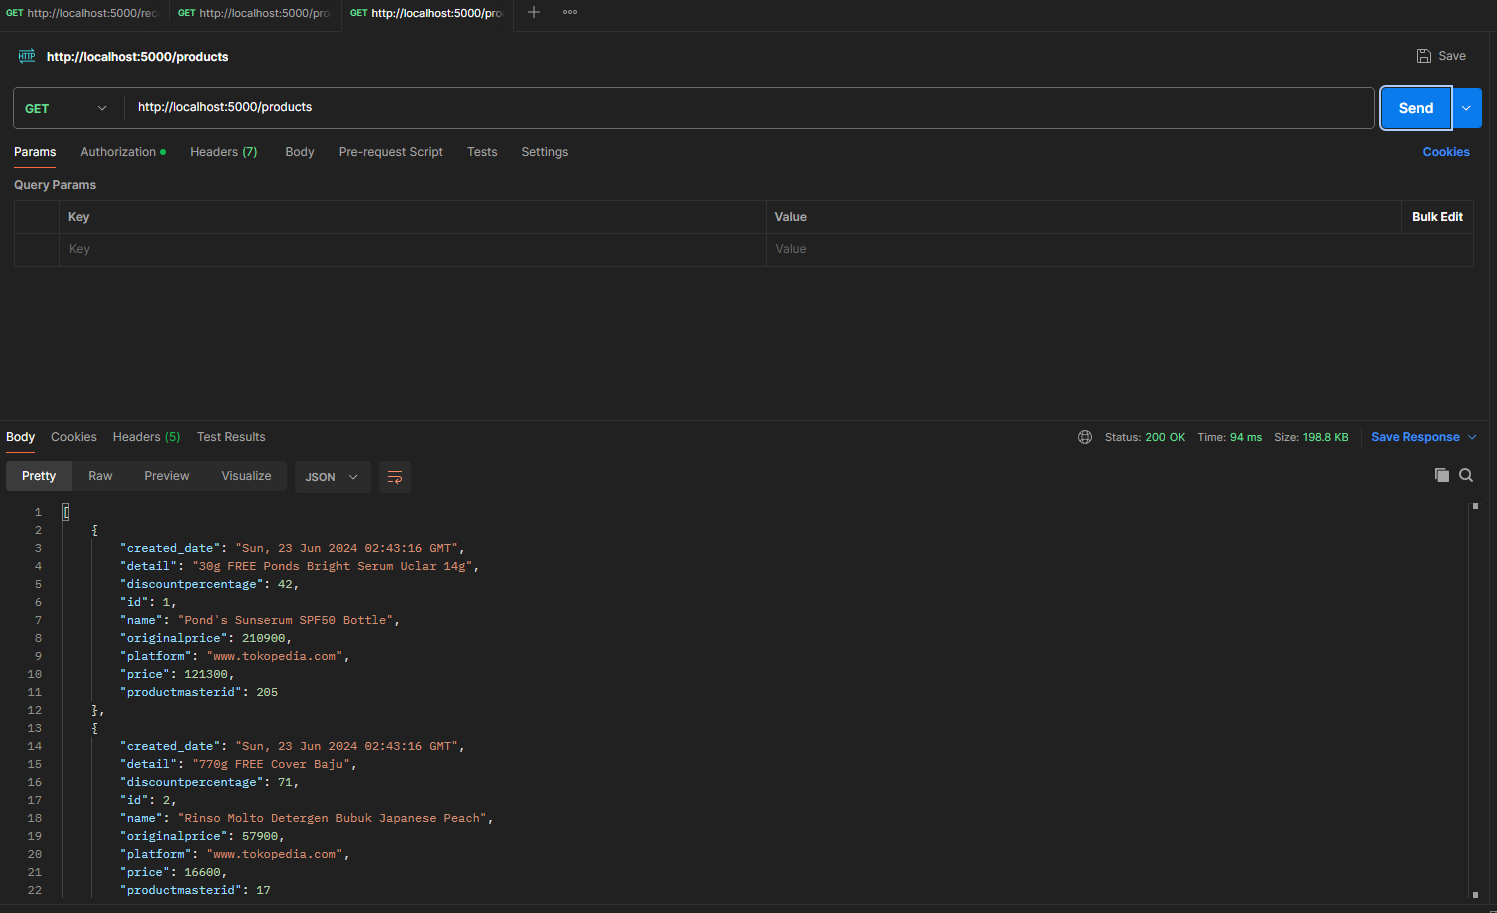 GET http://localhost:5000/rec GET http://localhost:5000/pro GET http://localhost:5000/pro
HTTP http://localhost:5000/products Save
GET http://localhost:5000/products Send
Params Authorization Headers (7) Body Pre-request Script Tests Settings Cookies
Query Params
Key Value Bulk Edit
Key Value
Body Cookies Headers (5) Test Results Status: 200 OK Time: 94 ms Size: 198.8 KB Save Response
Pretty Raw Preview Visualize JSON
1 [
2 {
3 "created_date": "Sun, 23 Jun 2024 02:43:16 GMT",
4 "detail": "30g FREE Ponds Bright Serum Uclar 14g",
5 "discountpercentage": 42,
6 "id": 1,
7 "name": "Pond's Sunserum SPF50 Bottle",
8 "originalprice": 210900,
9 "platform": "www.tokopedia.com",
10 "price": 121300,
11 "productmasterid": 205
12 },
13 {
14 "created_date": "Sun, 23 Jun 2024 02:43:16 GMT",
15 "detail": "770g FREE Cover Baju",
16 "discountpercentage": 71,
17 "id": 2,
18 "name": "Rinso Molto Detergen Bubuk Japanese Peach",
19 "originalprice": 57900,
20 "platform": "www.tokopedia.com",
21 "price": 16600,
22 "productmasterid": 17